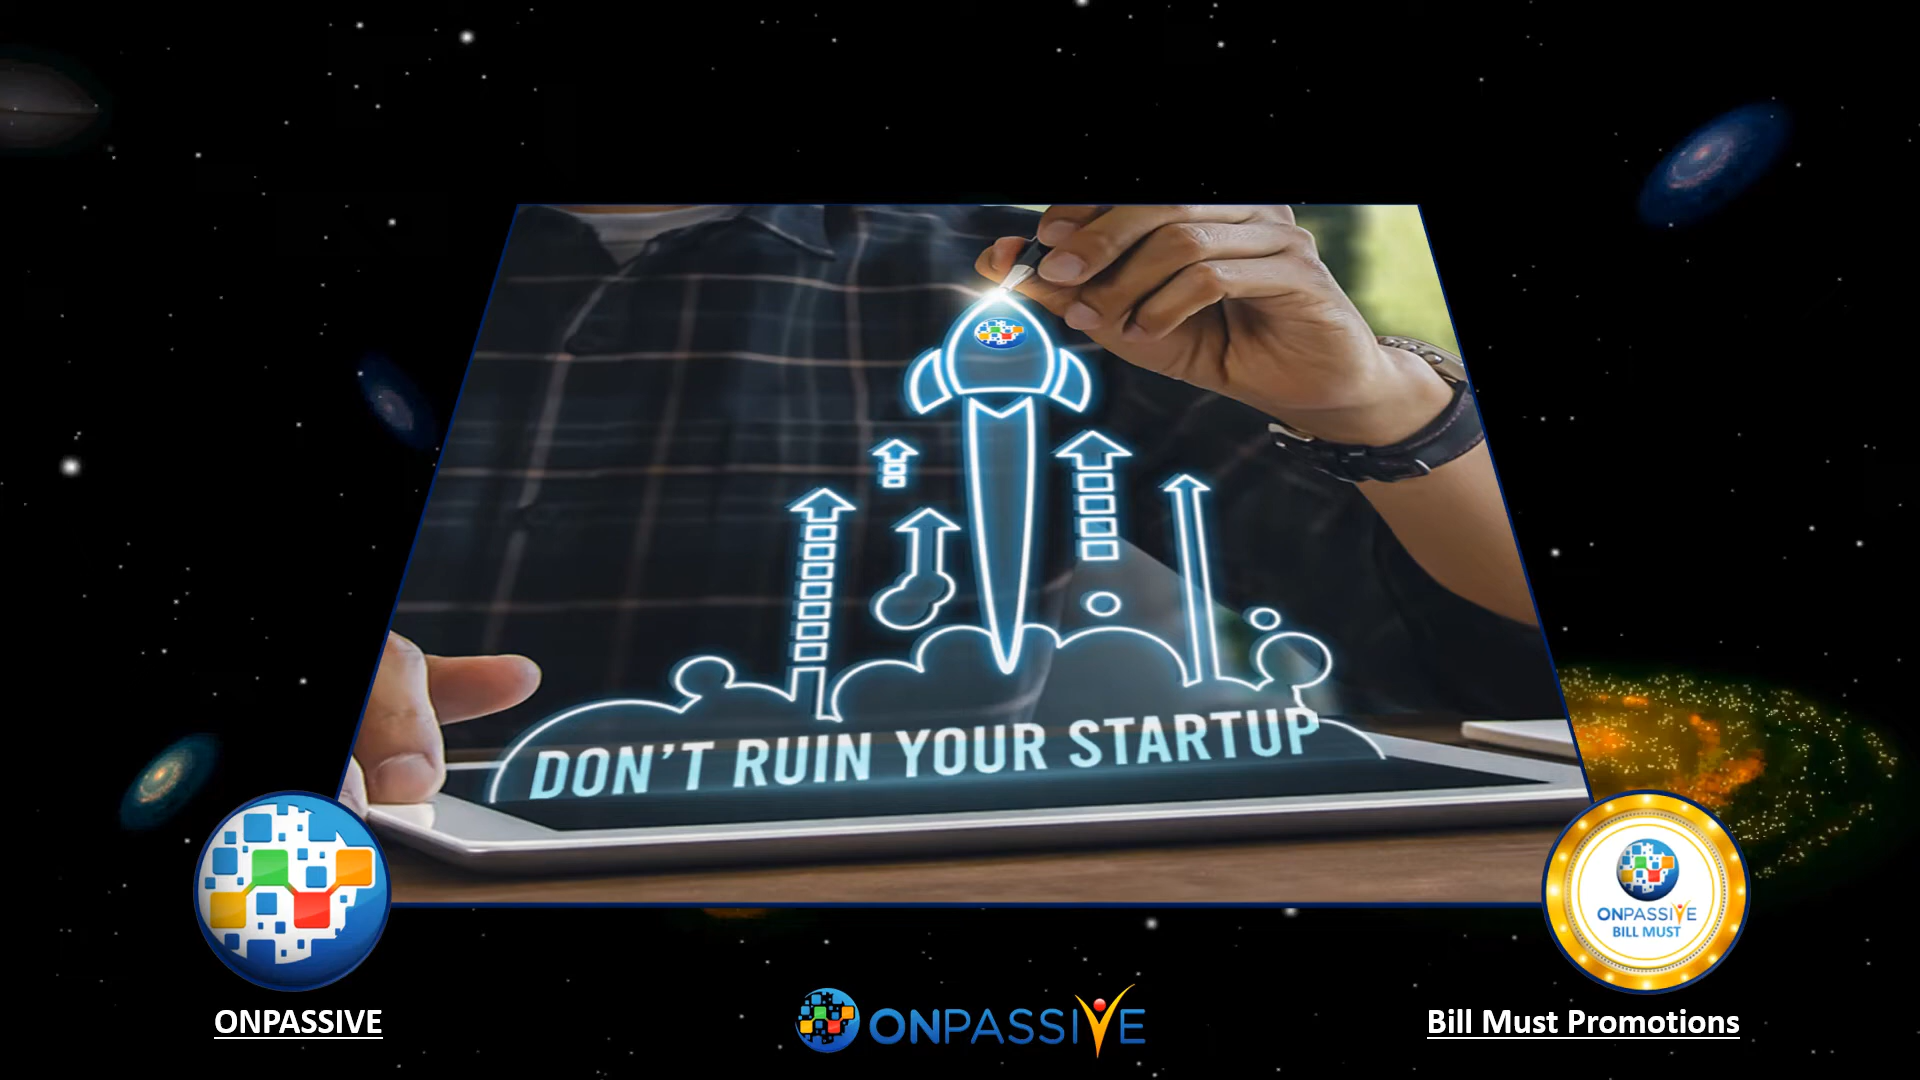 DON'T RUIN YOUR STARTUP
ONPASSIVE
BILL MUST
ONPASSIVE
ONPASSIVE
Bill Must Promotions